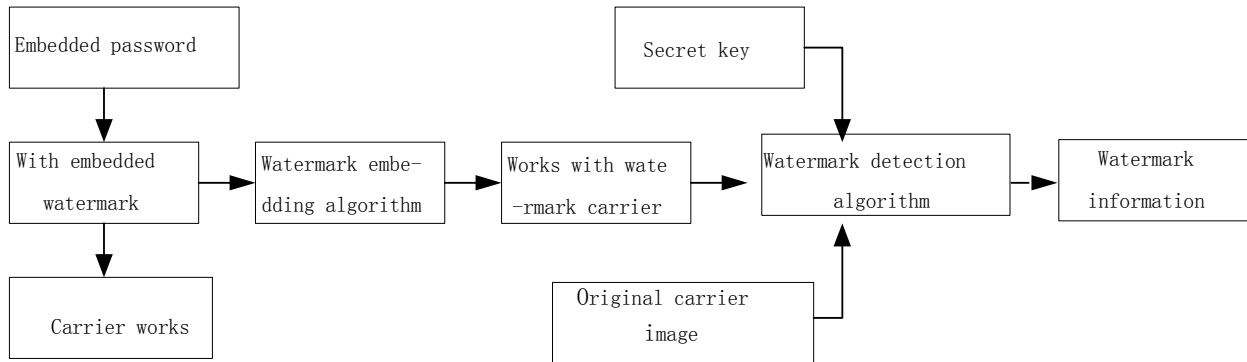 Embedded password
Secret key
With embedded
watermark
Watermark embe-
dding algorithm
Works with wate
-rmark carrier
Watermark detection
algorithm
Watermark
information
Carrier works
Original carrier
image